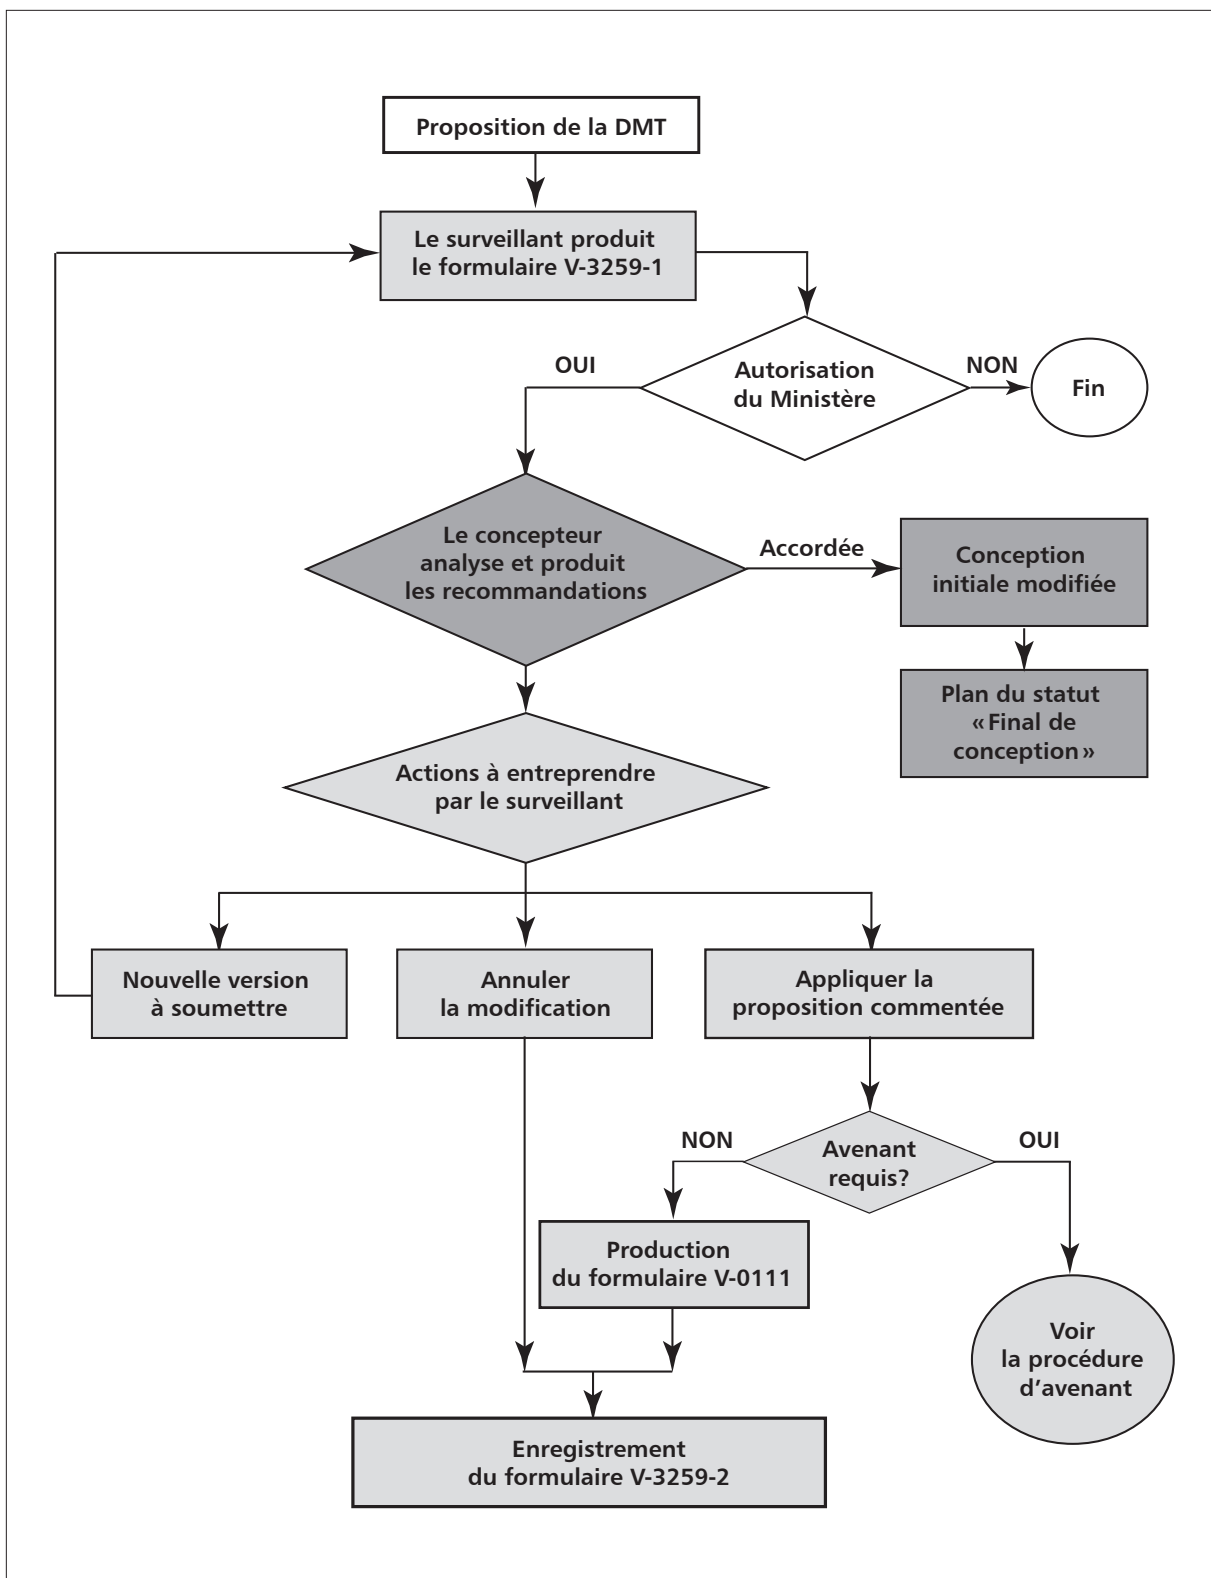 Proposition de la DMT
Le surveillant produit
le formulaire V-3259-1
OUI
Autorisation
du Ministère
NON
Fin
Le concepteur
analyse et produit
les recommandations
Accordée
Conception
initiale modifiée
Plan du statut
« Final de
conception »
Actions à entreprendre
par le surveillant
Nouvelle version
à soumettre
Annuler
la modification
Appliquer la
proposition commentée
NON
Avenant
requis?
OUI
Production
du formulaire V-0111
Voir
la procédure
d'avenant
Enregistrement
du formulaire V-3259-2